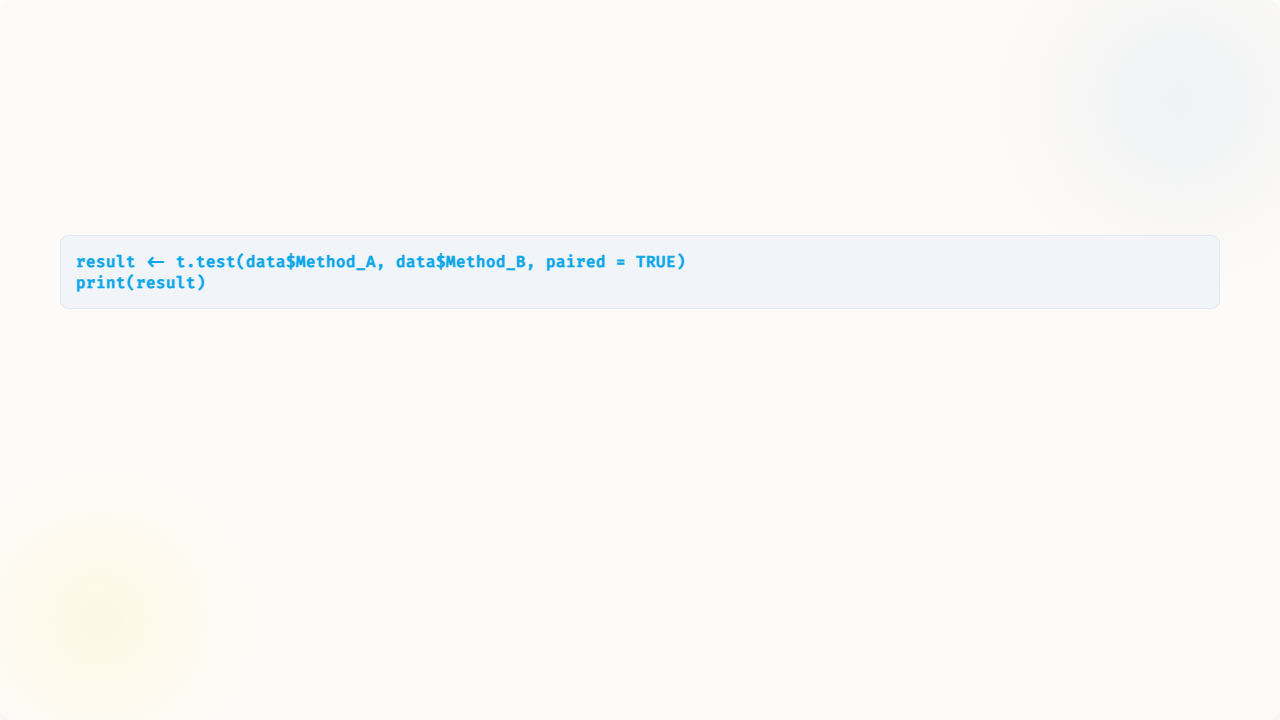 result <- t.test(data$Method_A, data$Method_B, paired = TRUE)
print(result)